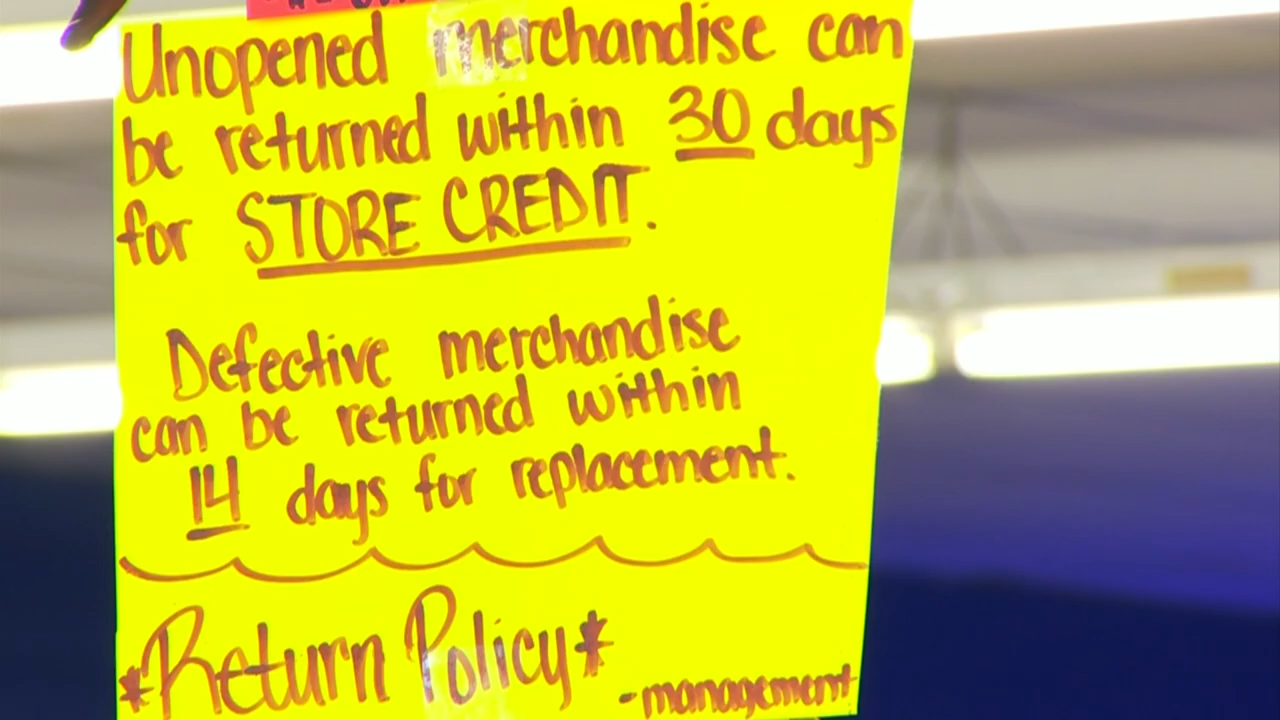 Unopened merchandise can
be returned within 30 days
for STORE CREDIT.
Defective merchandise
can be returned within
14 days for replacement.
*Return Policy*
-management